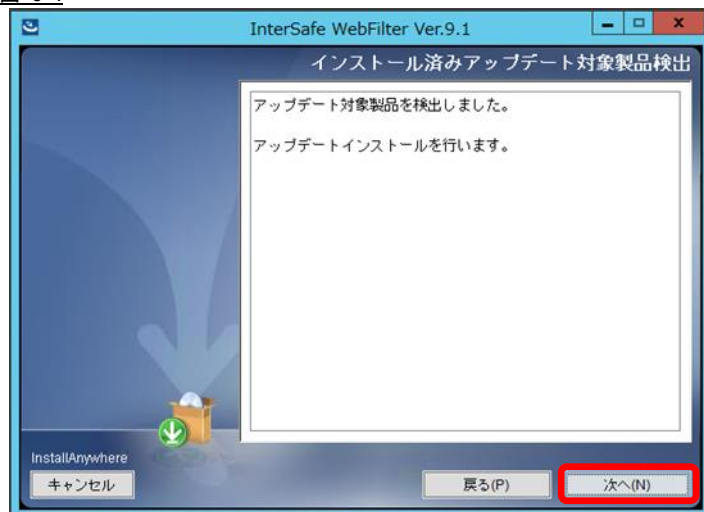 InterSafe WebFilter Ver.9.1
インストール済みアップデート対象製品検出
アップデート対象製品を検出しました。
アップデートインストールを行います。
InstallAnywhere
キャンセル
戻る(P)
次へ(N)